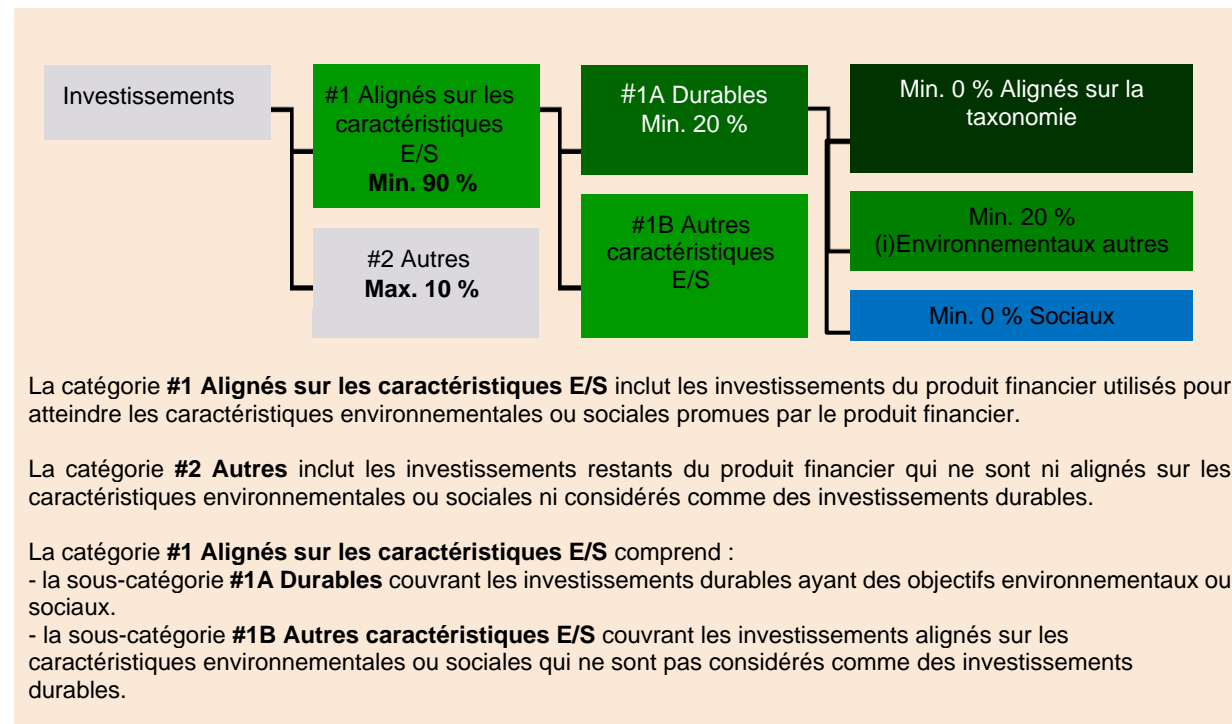 Investissements
#1 Alignés sur les
caractéristiques
E/S
Min. 90 %
#2 Autres
Max. 10 %
#1A Durables
Min. 20 %
#1B Autres
caractéristiques
E/S
Min. 0 % Alignés sur la
taxonomie
Min. 20 %
(i)Environnementaux autres
Min. 0 % Sociaux
La catégorie #1 Alignés sur les caractéristiques E/S inclut les investissements du produit financier utilisés pour
atteindre les caractéristiques environnementales ou sociales promues par le produit financier.
La catégorie #2 Autres inclut les investissements restants du produit financier qui ne sont ni alignés sur les
caractéristiques environnementales ou sociales ni considérés comme des investissements durables.
La catégorie #1 Alignés sur les caractéristiques E/S comprend :
- la sous-catégorie #1A Durables couvrant les investissements durables ayant des objectifs environnementaux ou
sociaux.
- la sous-catégorie #1B Autres caractéristiques E/S couvrant les investissements alignés sur les
caractéristiques environnementales ou sociales qui ne sont pas considérés comme des investissements
durables.